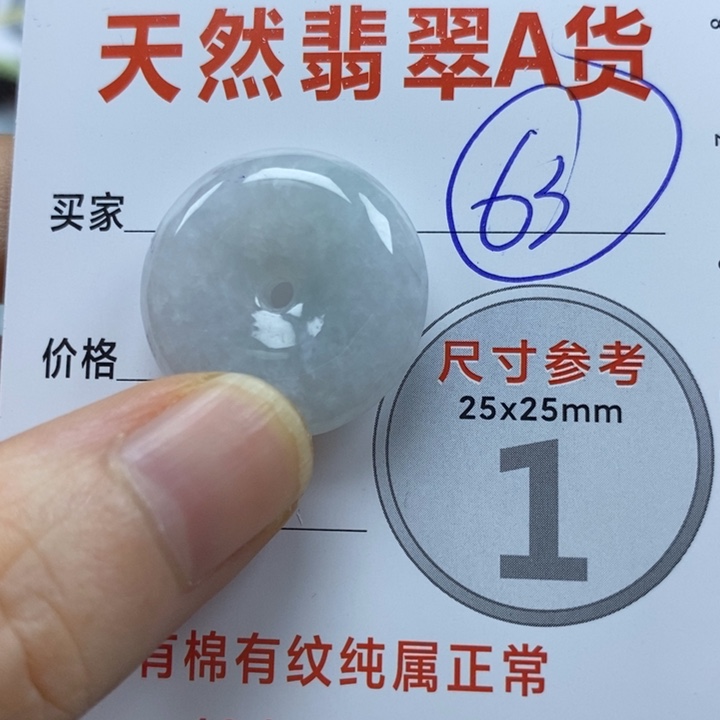 天然翡翠A货
63
买家
价格
尺寸参考
25x25mm
1
有棉有纹纯属正常